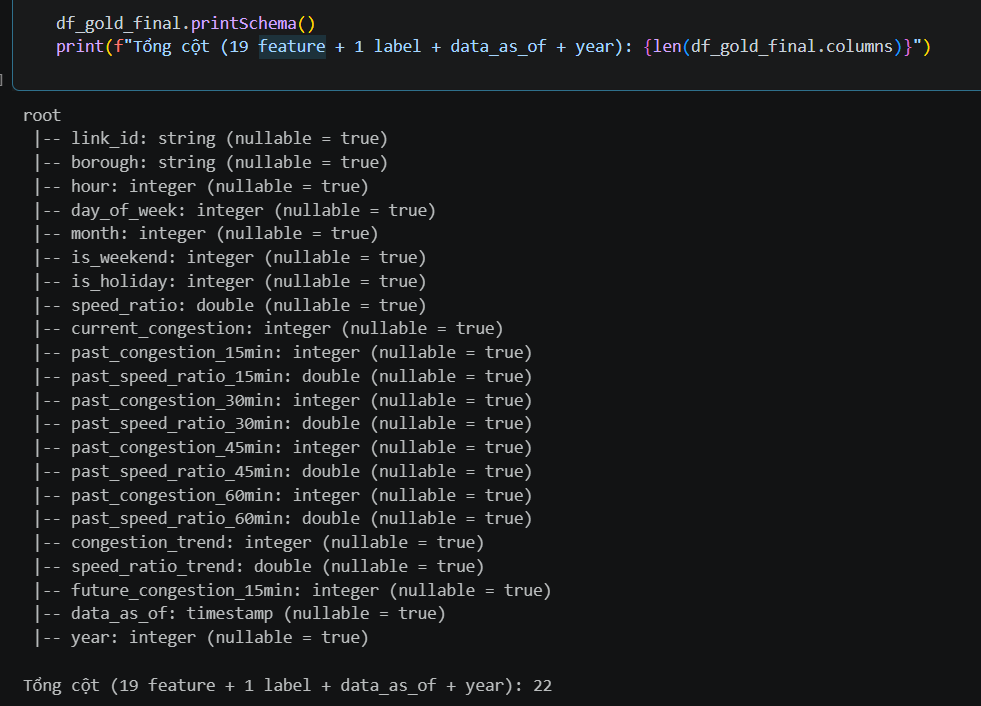 df_gold_final.printSchema()
print(f"Tổng cột (19 feature + 1 label + data_as_of + year): {len(df_gold_final.columns)}")
]
root
 |-- link_id: string (nullable = true)
 |-- borough: string (nullable = true)
 |-- hour: integer (nullable = true)
 |-- day_of_week: integer (nullable = true)
 |-- month: integer (nullable = true)
 |-- is_weekend: integer (nullable = true)
 |-- is_holiday: integer (nullable = true)
 |-- speed_ratio: double (nullable = true)
 |-- current_congestion: integer (nullable = true)
 |-- past_congestion_15min: integer (nullable = true)
 |-- past_speed_ratio_15min: double (nullable = true)
 |-- past_congestion_30min: integer (nullable = true)
 |-- past_speed_ratio_30min: double (nullable = true)
 |-- past_congestion_45min: integer (nullable = true)
 |-- past_speed_ratio_45min: double (nullable = true)
 |-- past_congestion_60min: integer (nullable = true)
 |-- past_speed_ratio_60min: double (nullable = true)
 |-- congestion_trend: integer (nullable = true)
 |-- speed_ratio_trend: double (nullable = true)
 |-- future_congestion_15min: integer (nullable = true)
 |-- data_as_of: timestamp (nullable = true)
 |-- year: integer (nullable = true)
Tổng cột (19 feature + 1 label + data_as_of + year): 22